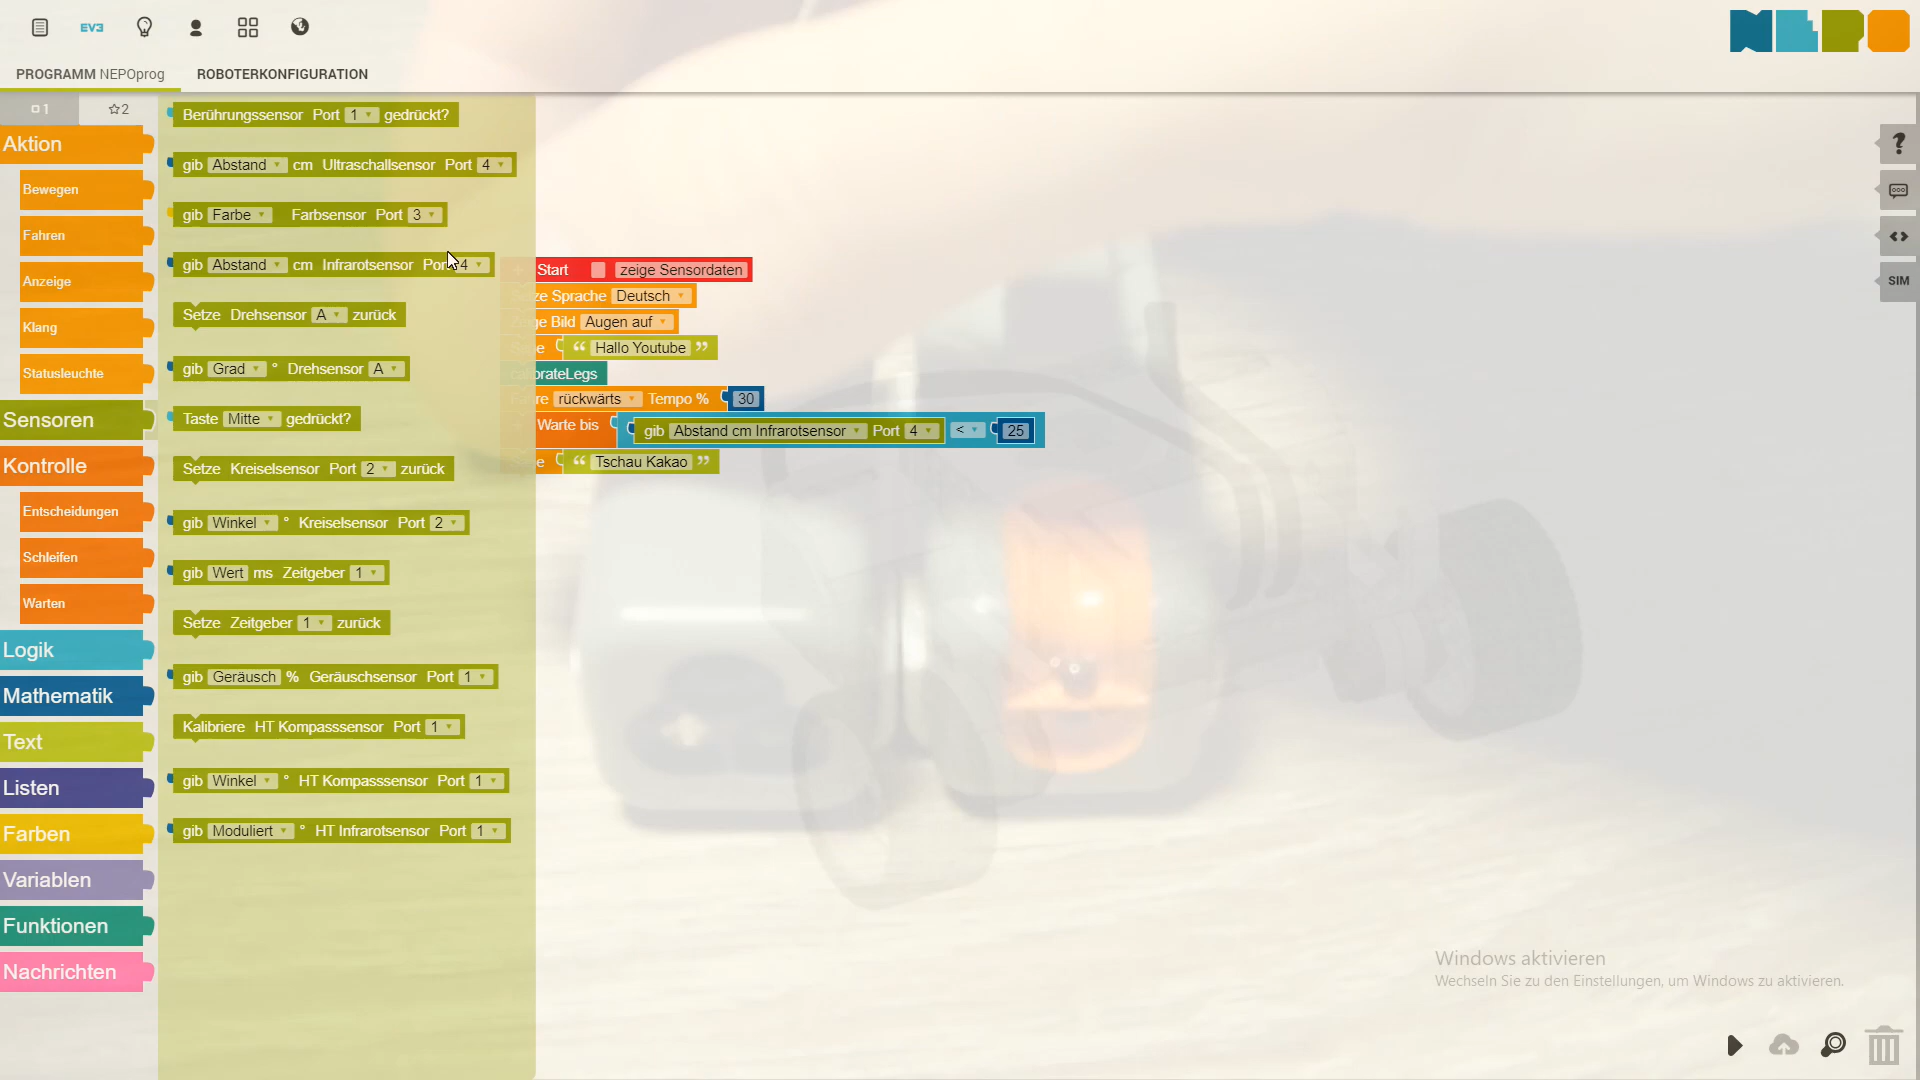 EV3
PROGRAMM NEPOprog
ROBOTERKONFIGURATION
1
2
Aktion
Bewegen
Fahren
Anzeige
Klang
Statusleuchte
Sensoren
Kontrolle
Entscheidungen
Schleifen
Warten
Logik
Mathematik
Text
Listen
Farben
Variablen
Funktionen
Nachrichten
Berührungssensor Port 1 gedrückt?
gib Abstand cm Ultraschallsensor Port 4
gib Farbe Farbsensor Port 3
gib Abstand cm Infrarotsensor Port 4
Setze Drehsensor A zurück
gib Grad ° Drehsensor A
Taste Mitte gedrückt?
Setze Kreiselsensor Port 2 zurück
gib Winkel ° Kreiselsensor Port 2
gib Wert ms Zeitgeber 1
Setze Zeitgeber 1 zurück
gib Geräusch % Geräuschsensor Port 1
Kalibriere HT Kompasssensor Port 1
gib Winkel ° HT Kompasssensor Port 1
gib Moduliert ° HT Infrarotsensor Port 1
Start zeige Sensordaten
Sprache Deutsch
Bild Augen auf
“ Hallo Youtube ”
rückwärts Tempo % 30
Warte bis gib Abstand cm Infrarotsensor Port 4 < 25
“ Tschau Kakao ”
?
SIM
Windows aktivieren
Wechseln Sie zu den Einstellungen, um Windows zu aktivieren.